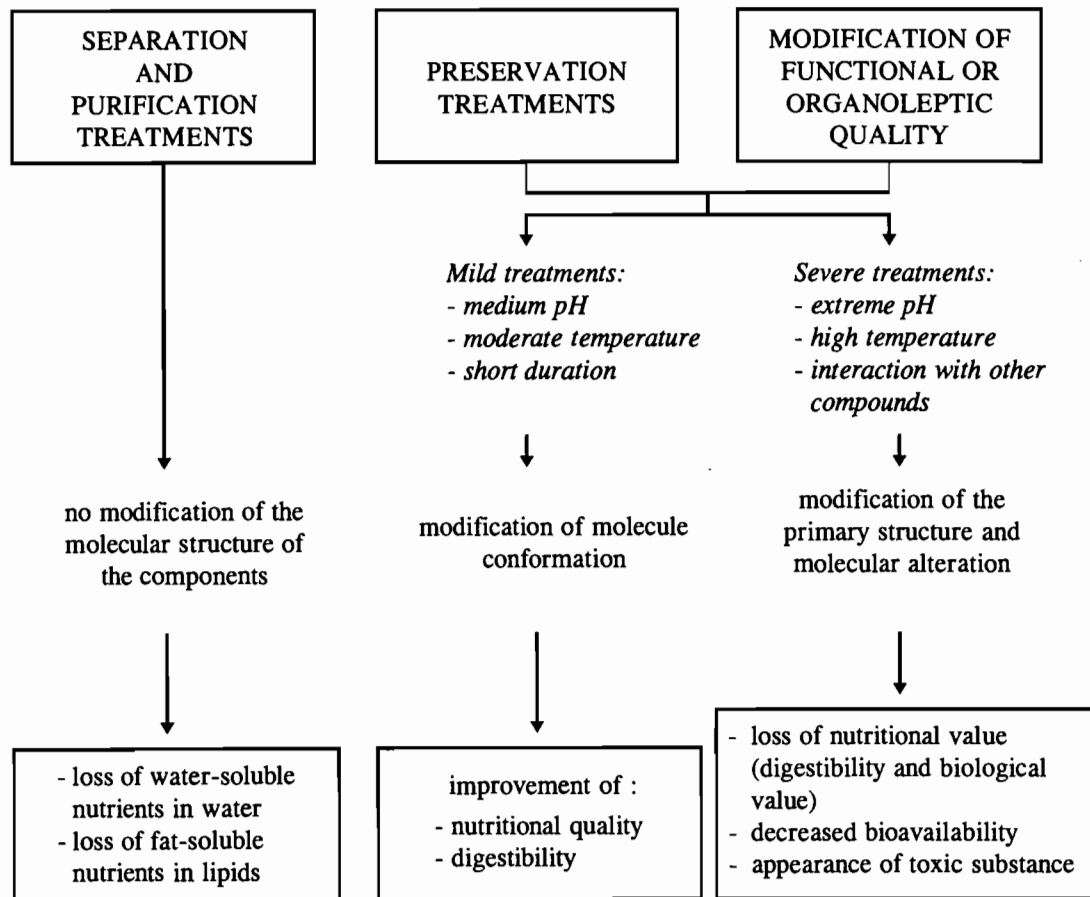 SEPARATION
AND
PURIFICATION
TREATMENTS
PRESERVATION
TREATMENTS
MODIFICATION OF
FUNCTIONAL OR
ORGANOLEPTIC
QUALITY
Mild treatments:
- medium pH
- moderate temperature
- short duration
Severe treatments:
- extreme pH
- high temperature
- interaction with other
compounds
no modification of the
molecular structure of
the components
modification of molecule
conformation
modification of the
primary structure and
molecular alteration
- loss of water-soluble
nutrients in water
- loss of fat-soluble
nutrients in lipids
improvement of :
- nutritional quality
- digestibility
- loss of nutritional value
(digestibility and biological
value)
- decreased bioavailability
- appearance of toxic substance